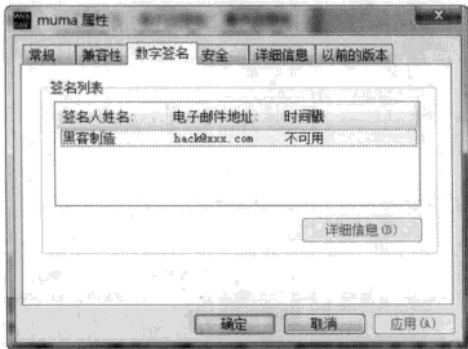 muma 属性
常规 兼容性 数字签名 安全 详细信息 以前的版本
签名列表
签名人姓名: 电子邮件地址: 时间戳
黑客制造 hack@xxx.com 不可用
详细信息(D)
确定 取消 应用(A)